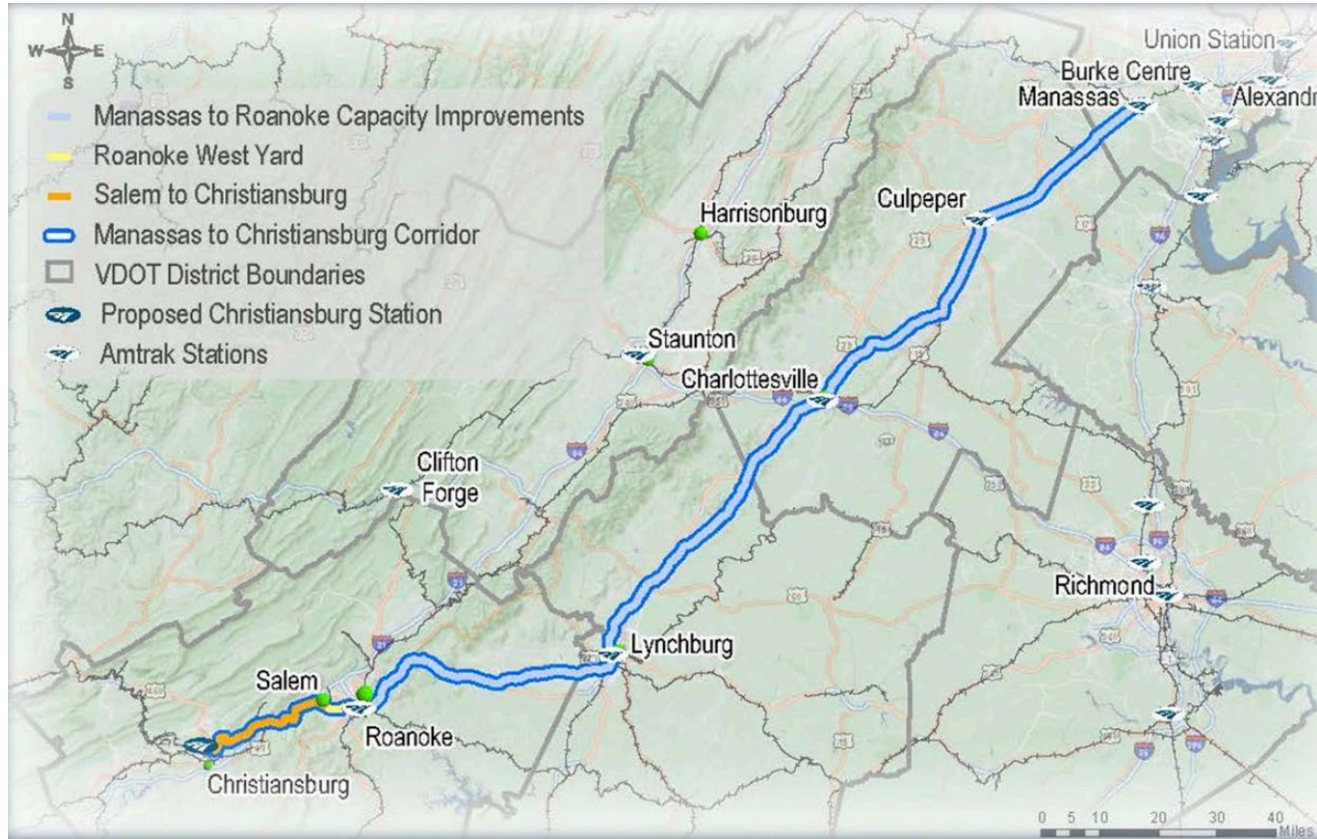 N
W E
S
Manassas to Roanoke Capacity Improvements
Roanoke West Yard
Salem to Christiansburg
Manassas to Christiansburg Corridor
VDOT District Boundaries
Proposed Christiansburg Station
Amtrak Stations
Union Station
Burke Centre
Manassas
Alexandr
Culpeper
Harrisonburg
Staunton
Charlottesville
Clifton
Forge
Richmond
Lynchburg
Salem
Roanoke
Christiansburg
0 5 10 20 30 40
Miles